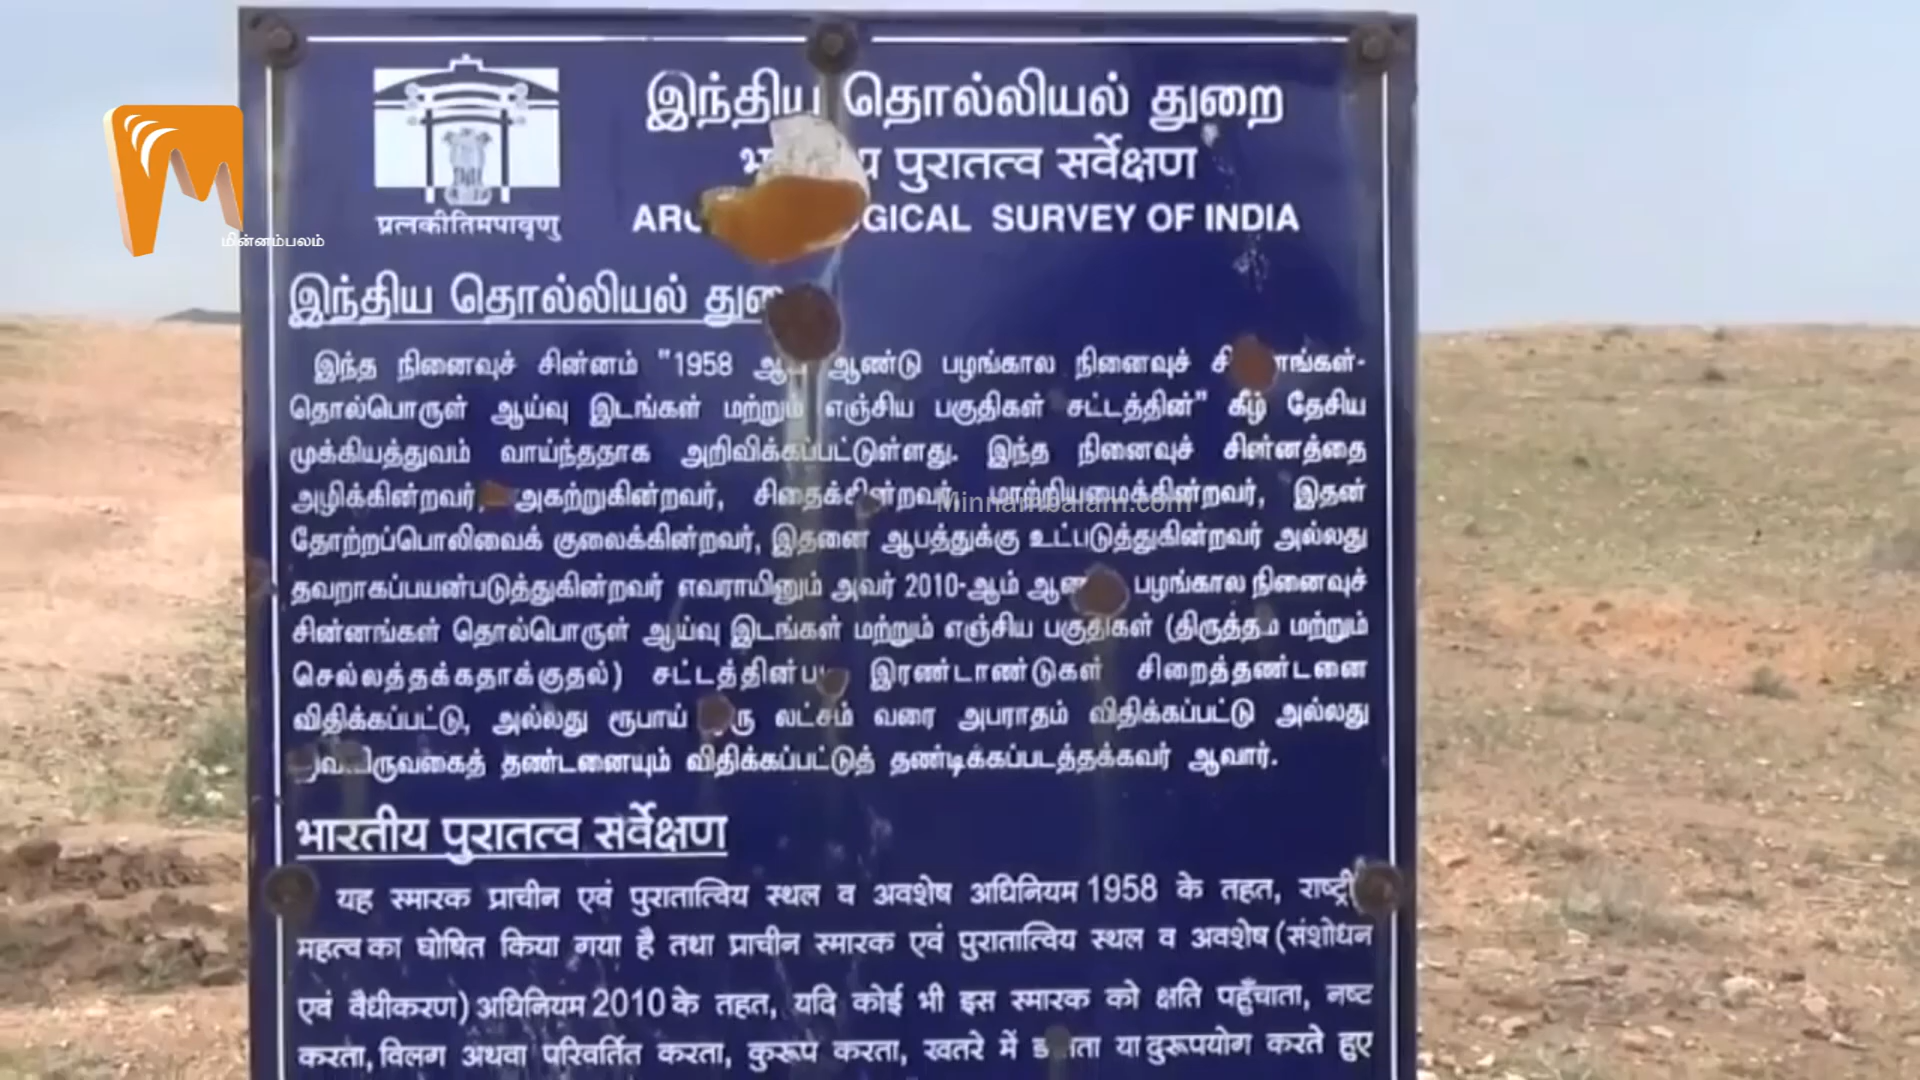 இந்திய தொல்லியல் துறை
पुरातत्व सर्वेक्षण
SURVEY OF INDIA
प्रत्नकीर्तिमपावृणु
மின்னம்பலம்
இந்திய தொல்லியல்
இந்த நினைவுச் சின்னம் "1958 ஆண்டு பழங்கால நினைவுச்
தொல்பொருள் ஆய்வு இடங்கள் மற்றும் எஞ்சிய பகுதிகள் சட்டத்தின்" கீழ் தேசிய
முக்கியத்துவம் வாய்ந்ததாக அறிவிக்கப்பட்டுள்ளது. இந்த நினைவுச் சின்னத்தை
அழிக்கின்றவர் அகற்றுகின்றவர், சிதைக்கின்றவர் மாற்றியமைக்கின்றவர், இதன்
Minnambalam.com
தோற்றப்பொலிவைக் குலைக்கின்றவர், இதனை ஆபத்துக்கு உட்படுத்துகின்றவர் அல்லது
தவறாகப்பயன்படுத்துகின்றவர் எவராயினும் அவர் 2010-ஆம் பழங்கால நினைவுச்
சின்னங்கள் தொல்பொருள் ஆய்வு இடங்கள் மற்றும் எஞ்சிய பகுதிகள் (திருத்தம் மற்றும்
செல்லத்தக்கதாக்குதல்) இரண்டாண்டுகள் சிறைத்தண்டனை
விதிக்கப்பட்டு, அல்லது ரூபாய் லட்சம் வரை அபராதம் விதிக்கப்பட்டு அல்லது
தண்டனையும் விதிக்கப்பட்டுத் தண்டிக்கப்படத்தக்கவர் ஆவார்.
भारतीय पुरातत्व सर्वेक्षण
यह स्मारक प्राचीन एवं पुरातात्विय स्थल व अवशेष अधिनियम 1958 के तहत,
महत्व का घोषित किया गया है तथा प्राचीन स्मारक एवं पुरातात्विय स्थल व अवशेष (संशोधन
एवं वैधीकरण) अधिनियम 2010 के तहत, यदि कोई भी इस स्मारक को क्षति पहुँचाता, नष्ट
करता, विलग अथवा परिवर्तित करता, कुरूप करता, खतरे में या दुरूपयोग करते हुए